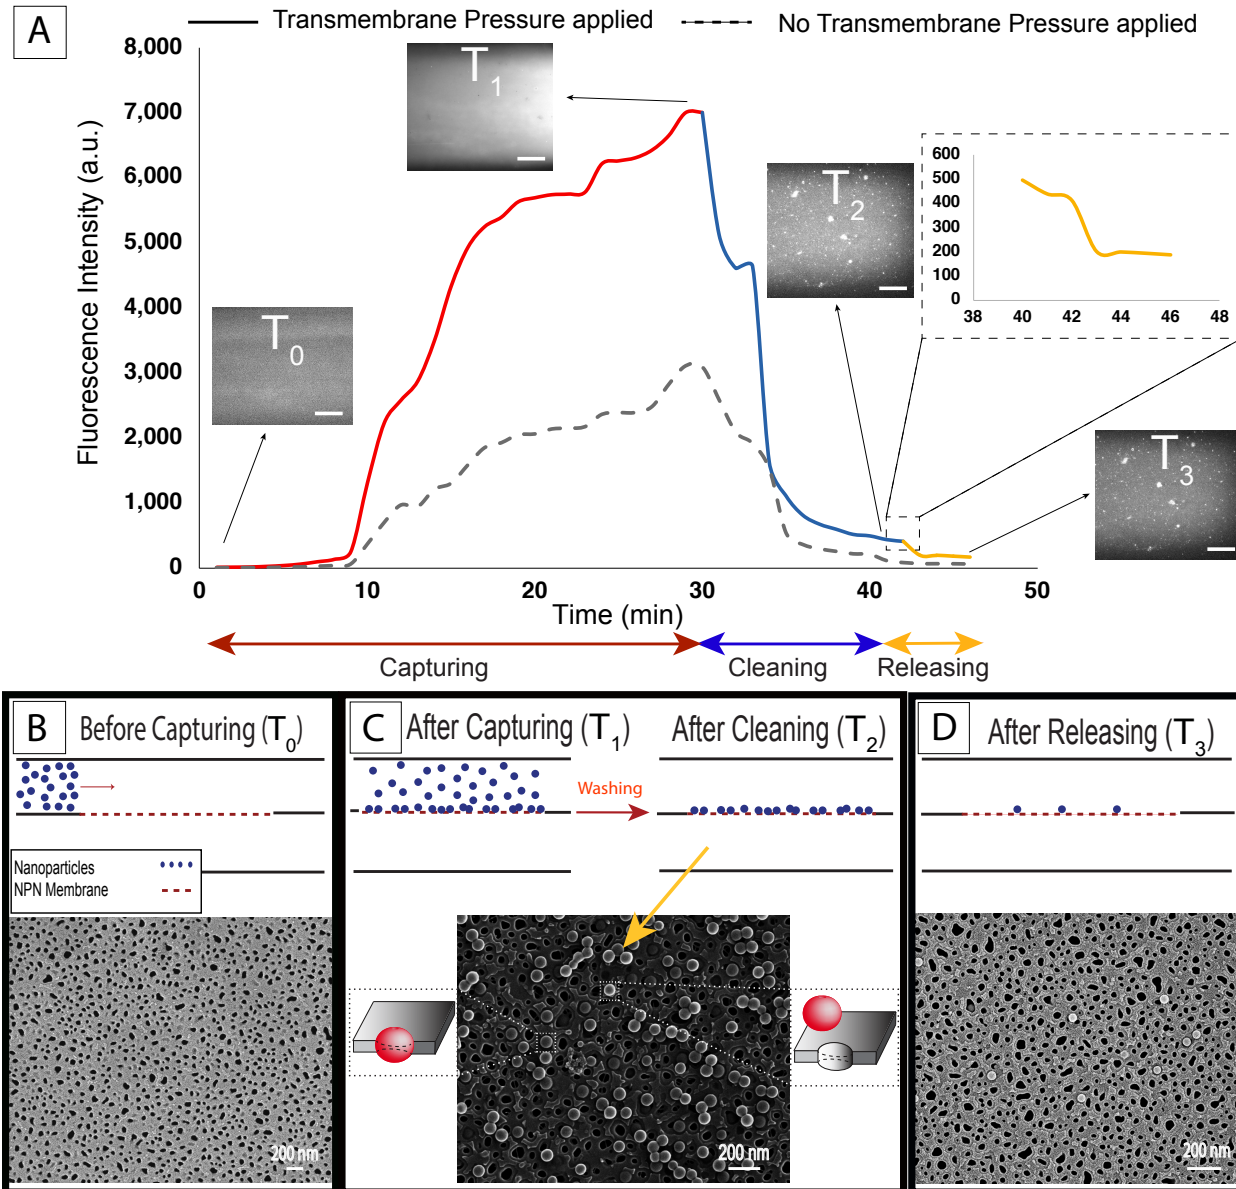 A
Transmembrane Pressure applied
No Transmembrane Pressure applied
8,000
7,000
6,000
5,000
4,000
3,000
2,000
1,000
0
Fluorescence Intensity (a.u.)
T1
T0
T2
T3
600
500
400
300
200
100
0
38 40 42 44 46 48
0 10 20 30 40 50
Time (min)
Capturing
Cleaning
Releasing
B
Before Capturing (T0)
Nanoparticles
NPN Membrane
200 nm
C
After Capturing (T1)
After Cleaning (T2)
Washing
200 nm
D
After Releasing (T3)
200 nm